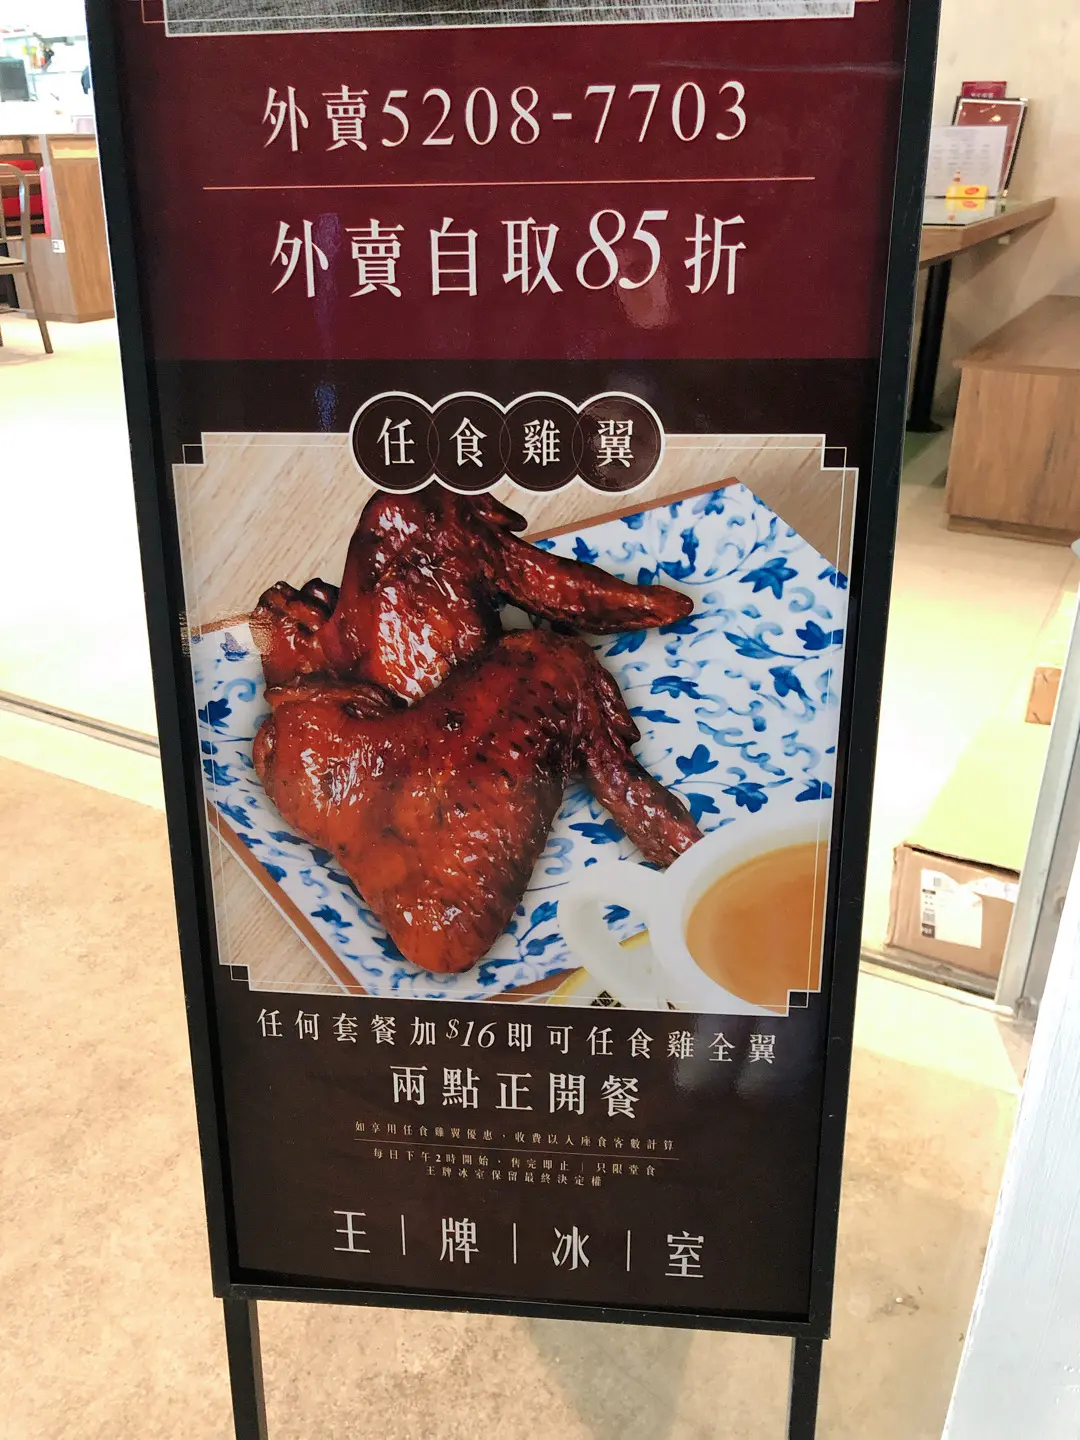 外賣5208-7703
外賣自取85折
任食雞翼
任何套餐加$16即可任食雞全翼
兩點正開餐
如享用任食雞翼優惠，收費以入座食客數計算
每日下午2時開始、售完即止｜只限堂食
王牌冰室保留最終決定權
王｜牌｜冰｜室